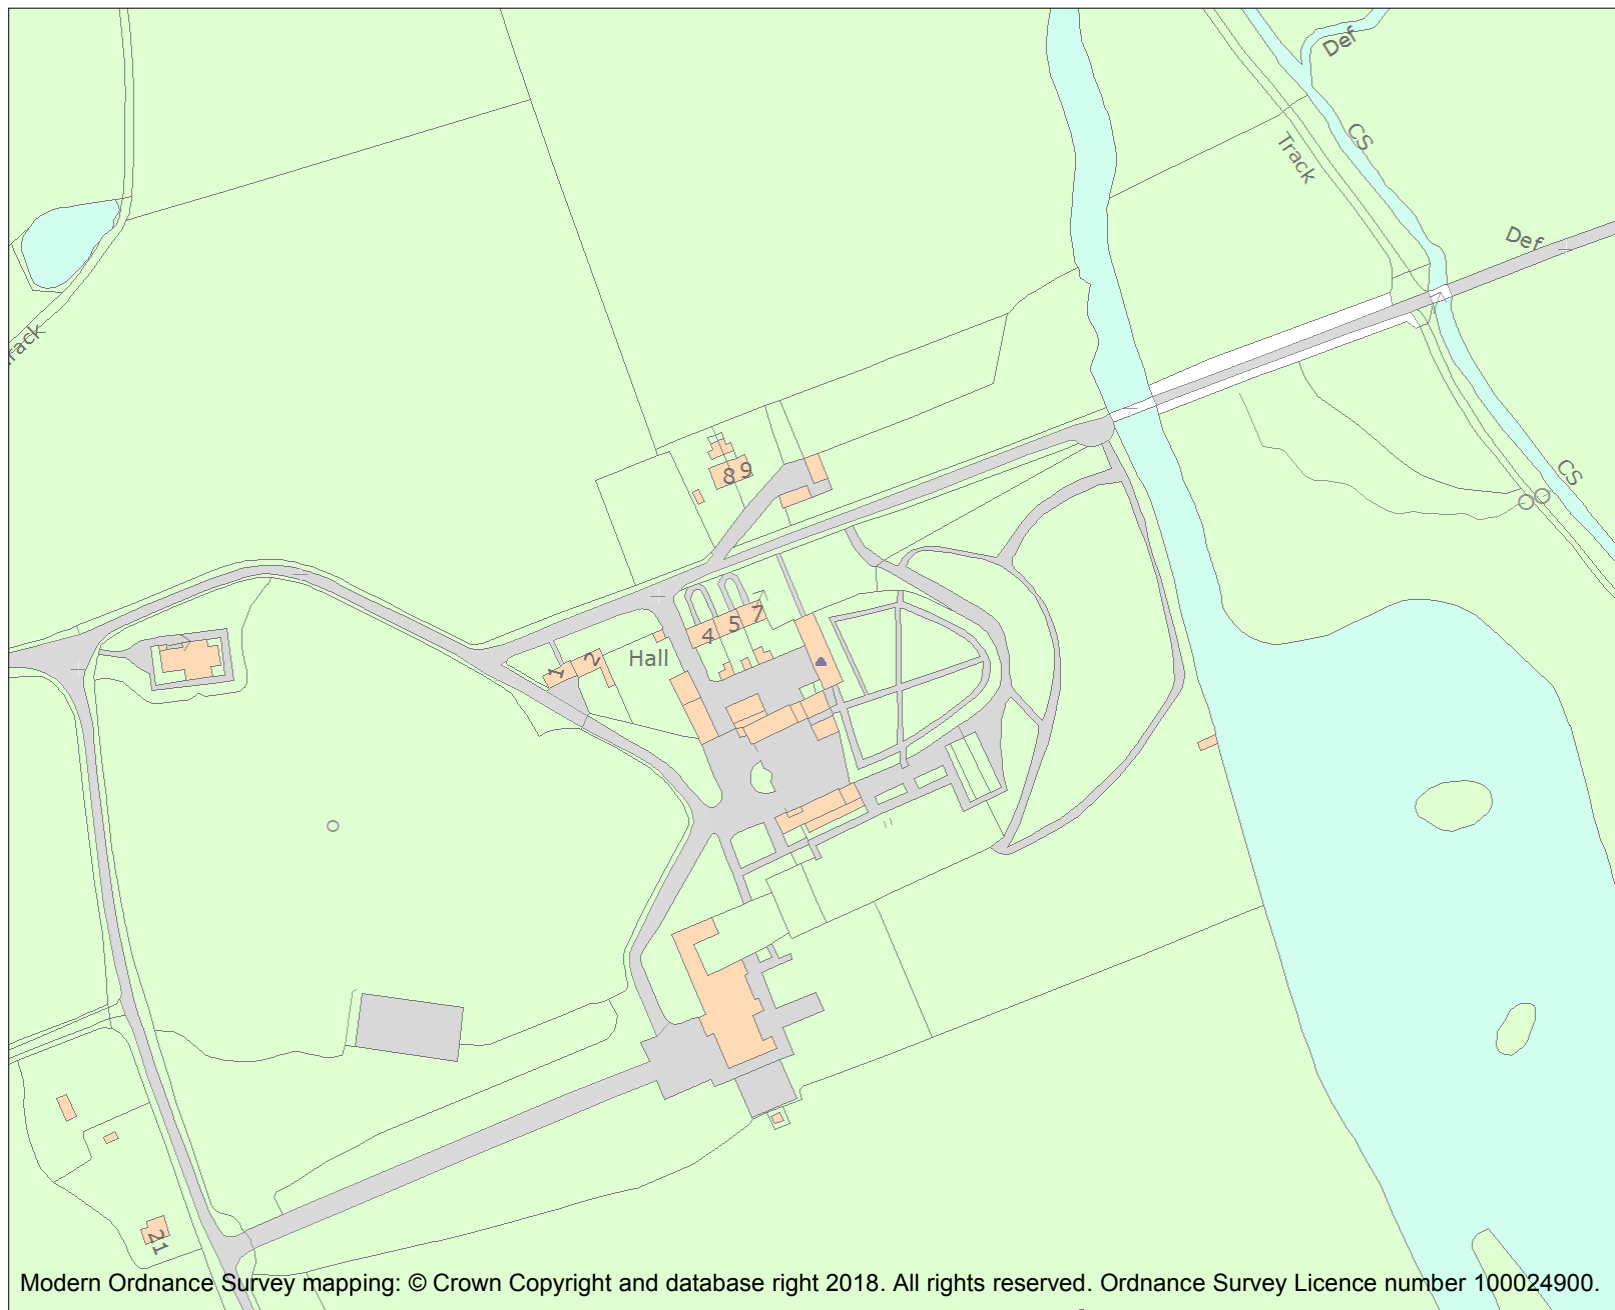 Def
CS
Track
Def
Track
8 9
CS
7
5
4
2
1
Hall
21
Modern Ordnance Survey mapping: © Crown Copyright and database right 2018. All rights reserved. Ordnance Survey Licence number 100024900.